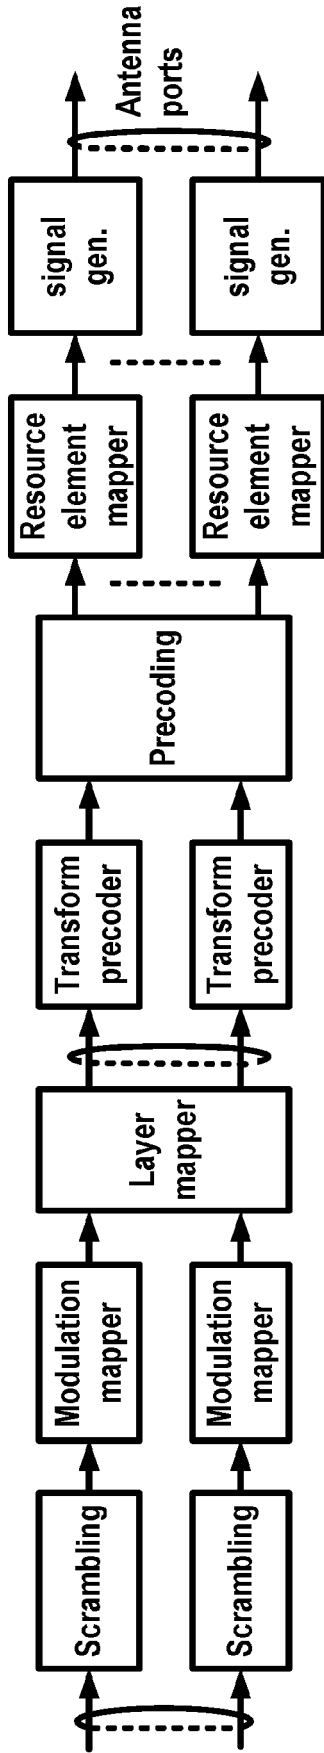 Scrambling
Modulation
mapper
Layer
mapper
Transform
precoder
Precoding
Resource
element
mapper
signal
gen.
Antenna
ports
Scrambling
Modulation
mapper
Transform
precoder
Resource
element
mapper
signal
gen.